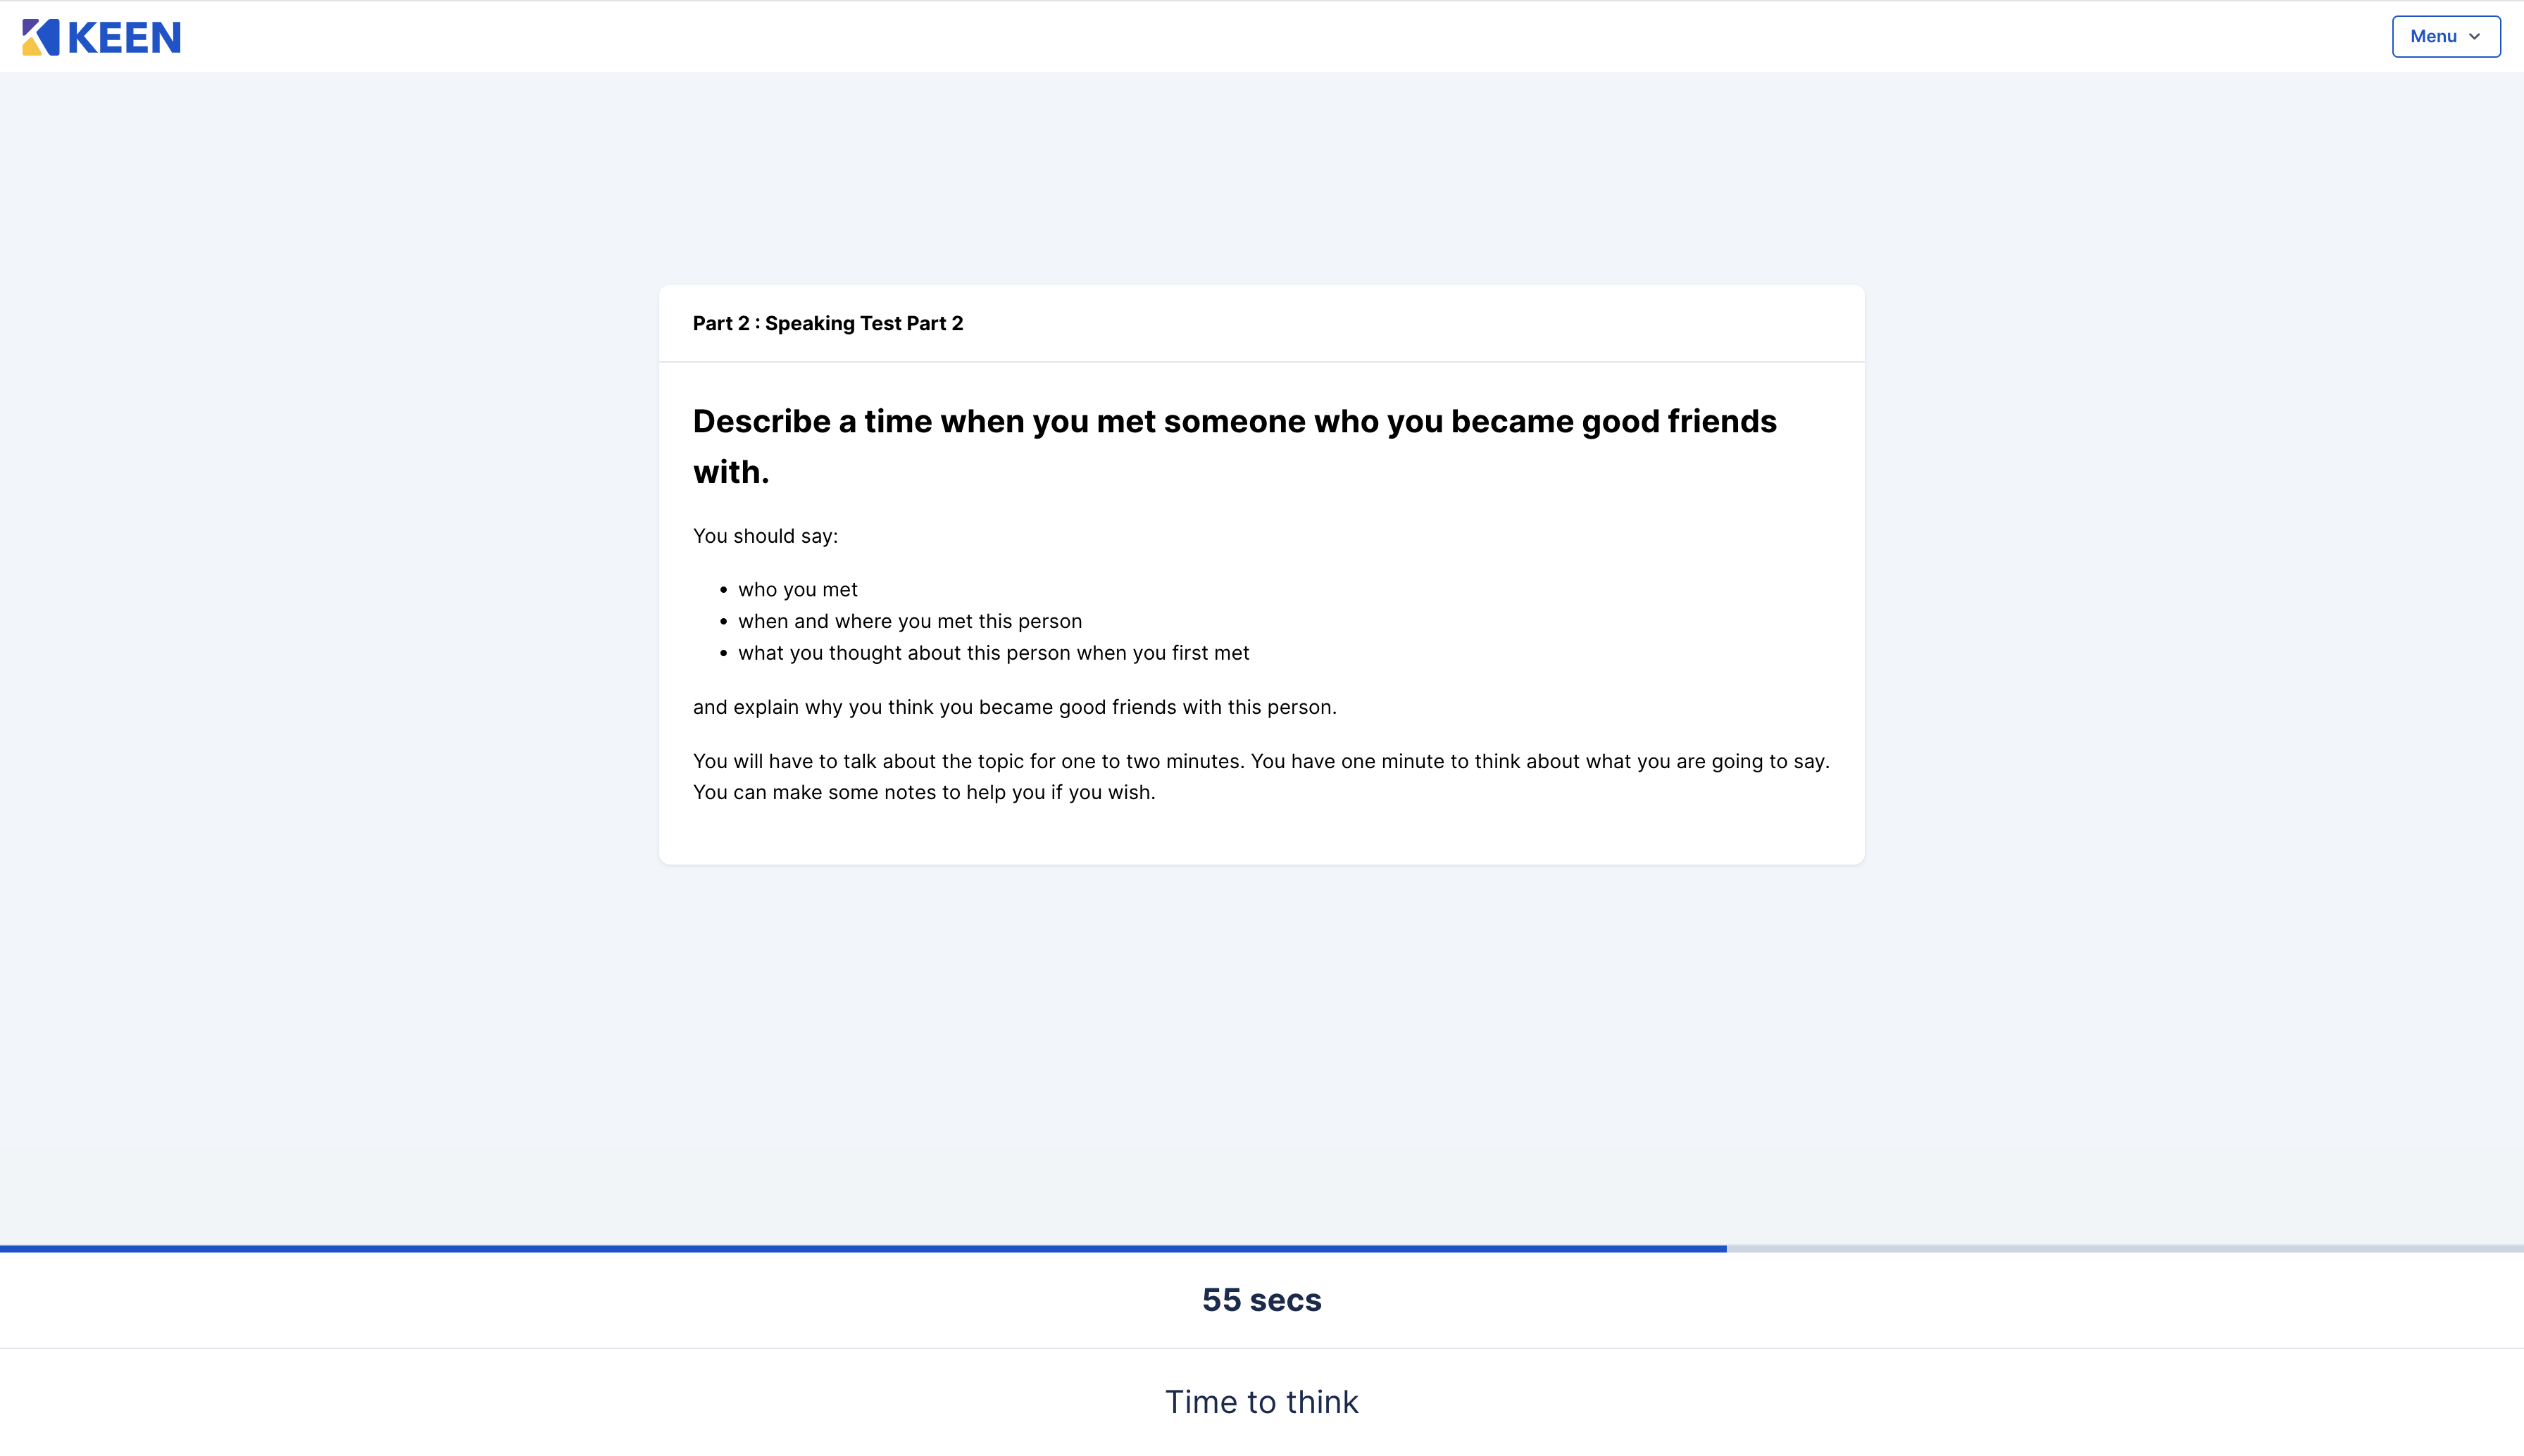 KEEN
Menu
Part 2 : Speaking Test Part 2
Describe a time when you met someone who you became good friends
with.
You should say:
• who you met
• when and where you met this person
• what you thought about this person when you first met
and explain why you think you became good friends with this person.
You will have to talk about the topic for one to two minutes. You have one minute to think about what you are going to say.
You can make some notes to help you if you wish.
55 secs
Time to think